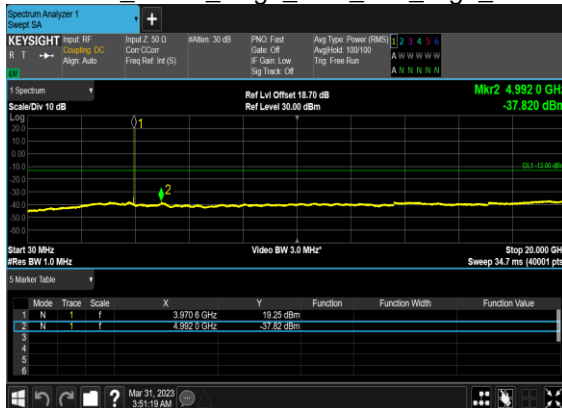 Spectrum Analyzer 1
Swept SA
+
KEYSIGHT Input: RF Input Z: 50 Ω #Atten: 30 dB PNO: Fast Avg Type: Power (RMS) 1 2 3 4 5 6
R T Coupling: DC Corr CCorr Gate: Off Avg|Hold: 100/100 A W W W W W
Align: Auto Freq Ref: Int (S) IF Gain: Low Trig: Free Run
Sig Track: Off A N N N N N
1 Spectrum Ref Lvl Offset 18.70 dB Mkr2 4.992 0 GHz
Scale/Div 10 dB Ref Level 30.00 dBm -37.820 dBm
Log
20.0
10.0
0.00
-10.0
-20.0
-30.0
-40.0
-50.0
-60.0
1
2
DL1 -13.00 dBm
Start 30 MHz Video BW 3.0 MHz* Stop 20.000 GHz
#Res BW 1.0 MHz Sweep 34.7 ms (40001 pts)
5 Marker Table
Mode Trace Scale X Y Function Function Width Function Value
1 N 1 f 3.970 6 GHz 19.25 dBm
2 N 1 f 4.992 0 GHz -37.82 dBm
3
4
5
6
? Mar 31, 2023
3:51:19 AM